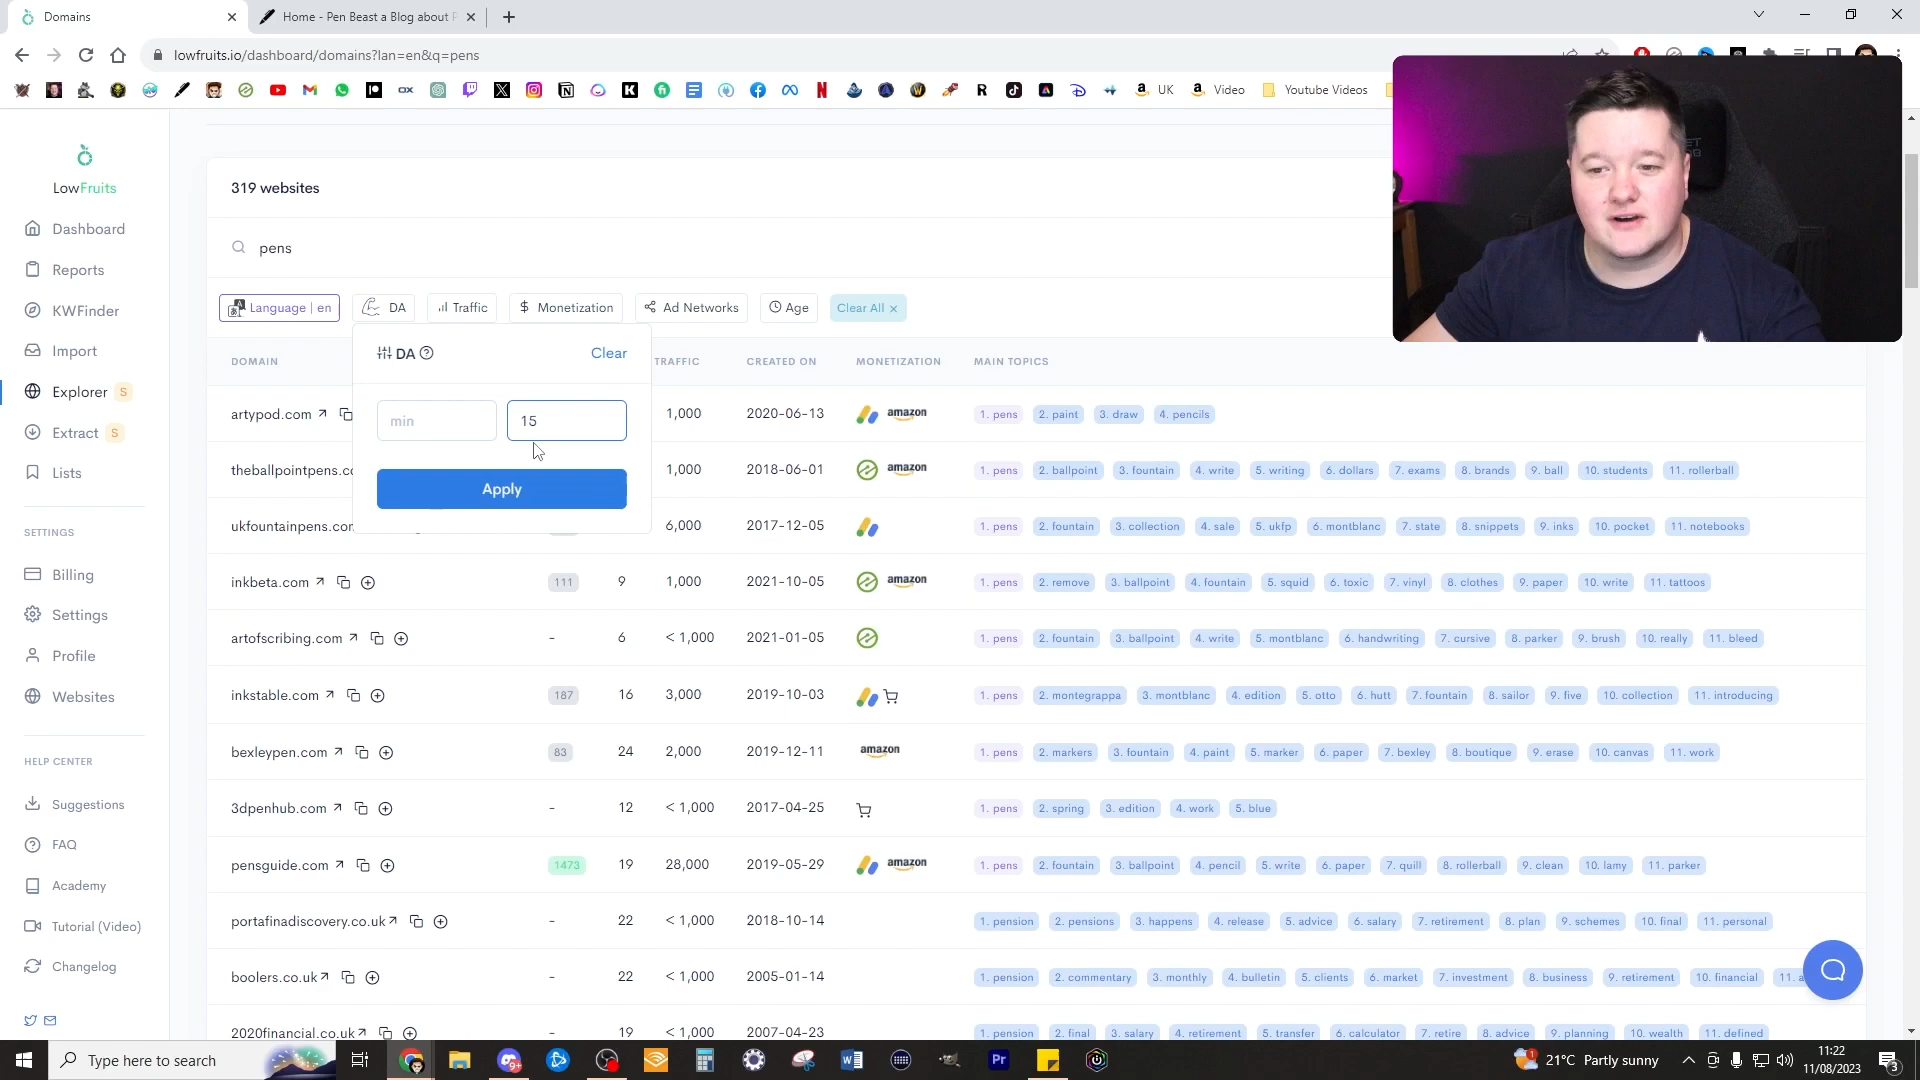 Domains
Home - Pen Beast a Blog about P
lowfruits.io/dashboard/domains?lan=en&q=pens
UK
Video
Youtube Videos
LowFruits
Dashboard
Reports
KWFinder
Import
Explorer S
Extract S
Lists
SETTINGS
Billing
Settings
Profile
Websites
HELP CENTER
Suggestions
FAQ
Academy
Tutorial (Video)
Changelog
319 websites
pens
Language | en
DA
Traffic
$ Monetization
Ad Networks
Age
Clear All ×
DA
Clear
min
15
Apply
DOMAIN TRAFFIC CREATED ON MONETIZATION MAIN TOPICS
artypod.com 1,000 2020-06-13 amazon 1. pens 2. paint 3. draw 4. pencils
theballpointpens.co 1,000 2018-06-01 amazon 1. pens 2. ballpoint 3. fountain 4. write 5. writing 6. dollars 7. exams 8. brands 9. ball 10. students 11. rollerball
ukfountainpens.com 6,000 2017-12-05 1. pens 2. fountain 3. collection 4. sale 5. ukfp 6. montblanc 7. state 8. snippets 9. inks 10. pocket 11. notebooks
inkbeta.com 111 9 1,000 2021-10-05 amazon 1. pens 2. remove 3. ballpoint 4. fountain 5. squid 6. toxic 7. vinyl 8. clothes 9. paper 10. write 11. tattoos
artofscribing.com - 6 < 1,000 2021-01-05 1. pens 2. fountain 3. ballpoint 4. write 5. montblanc 6. handwriting 7. cursive 8. parker 9. brush 10. really 11. bleed
inkstable.com 187 16 3,000 2019-10-03 1. pens 2. montegrappa 3. montblanc 4. edition 5. otto 6. hutt 7. fountain 8. sailor 9. five 10. collection 11. introducing
bexleypen.com 83 24 2,000 2019-12-11 amazon 1. pens 2. markers 3. fountain 4. paint 5. marker 6. paper 7. bexley 8. boutique 9. erase 10. canvas 11. work
3dpenhub.com - 12 < 1,000 2017-04-25 1. pens 2. spring 3. edition 4. work 5. blue
pensguide.com 1473 19 28,000 2019-05-29 amazon 1. pens 2. fountain 3. ballpoint 4. pencil 5. write 6. paper 7. quill 8. rollerball 9. clean 10. lamy 11. parker
portafinadiscovery.co.uk - 22 < 1,000 2018-10-14 1. pension 2. pensions 3. happens 4. release 5. advice 6. salary 7. retirement 8. plan 9. schemes 10. final 11. personal
boolers.co.uk - 22 < 1,000 2005-01-14 1. pension 2. commentary 3. monthly 4. bulletin 5. clients 6. market 7. investment 8. business 9. retirement 10. financial 11. a
2020financial.co.uk - 19 < 1,000 2007-04-23 1. pension 2. final 3. salary 4. retirement 5. transfer 6. calculator 7. retire 8. advice 9. planning 10. wealth 11. defined
Type here to search
21°C Partly sunny
11:22
11/08/2023